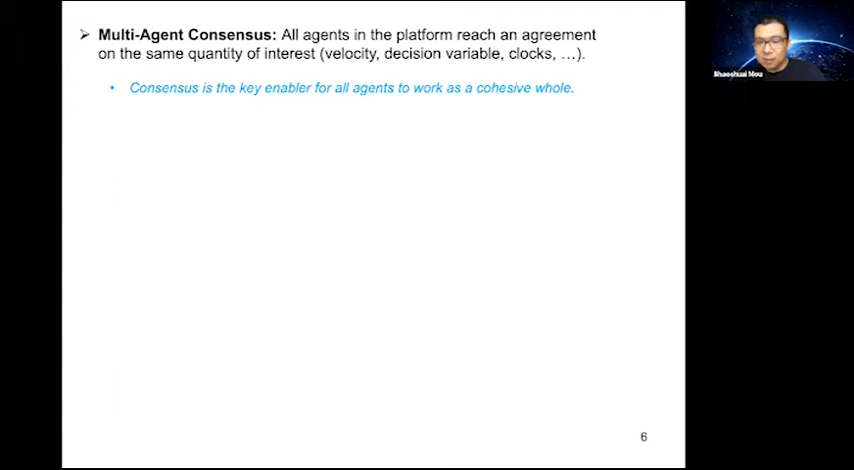 ➢ Multi-Agent Consensus: All agents in the platform reach an agreement
on the same quantity of interest (velocity, decision variable, clocks, …).
• Consensus is the key enabler for all agents to work as a cohesive whole.
Shaoshuai Mou
6